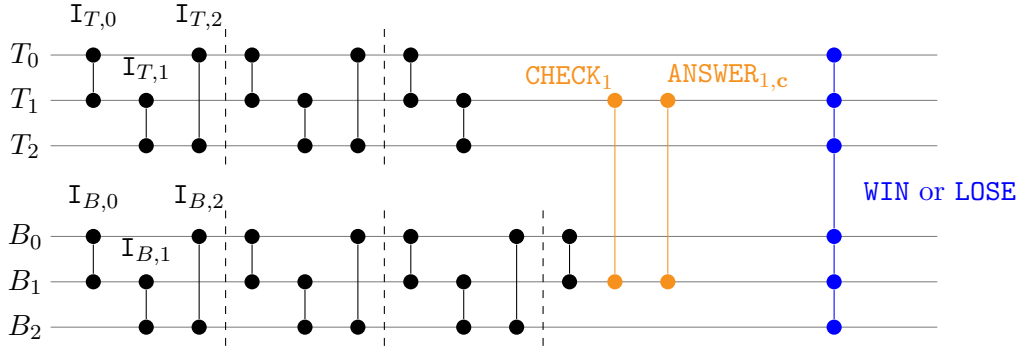 I_{T,0} I_{T,2}
T_0
I_{T,1}
CHECK_1 ANSWER_{1,c}
T_1
T_2
WIN or LOSE
I_{B,0} I_{B,2}
B_0
I_{B,1}
B_1
B_2